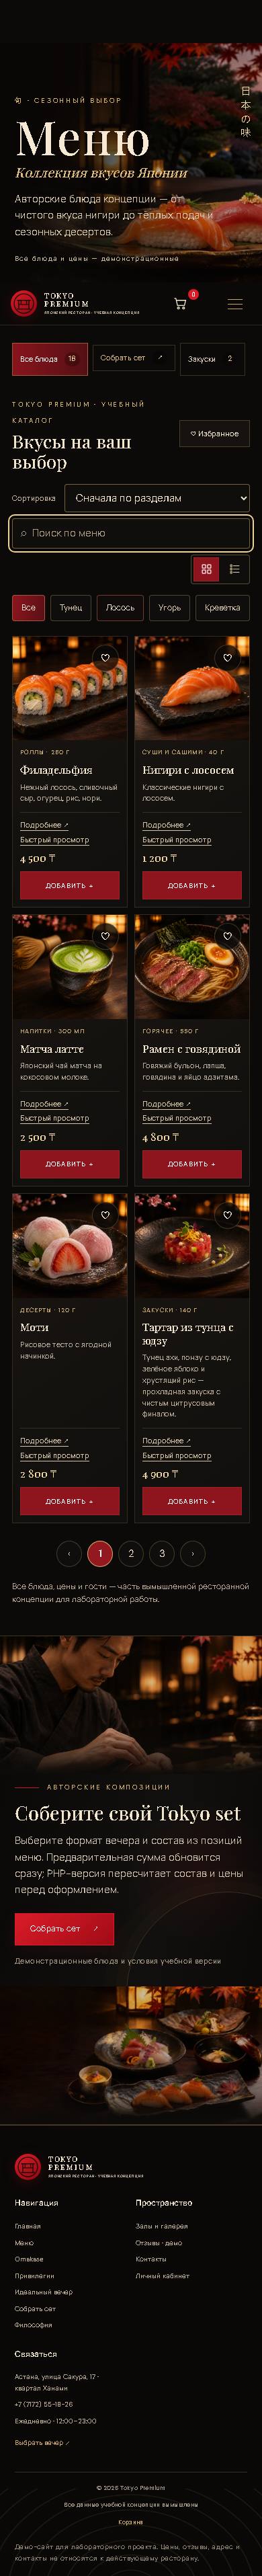 旬 · СЕЗОННЫЙ ВЫБОР
日本の味
Меню
Коллекция вкусов Японии
Авторские композиции — от
чистого вкуса нигири до тёплых подач и
сезонных десертов.
Все блюда и цены — демонстрационные
TOKYO
PREMIUM
ЯПОНСКИЙ РЕСТОРАН · УЧЕБНАЯ КОНЦЕПЦИЯ
0
Все блюда 18
Собрать сет ↗
Закуски 2
TOKYO PREMIUM · УЧЕБНЫЙ
КАТАЛОГ
Вкусы на ваш
выбор
♡ Избранное
Сортировка
Сначала по разделам
Поиск по меню
Все
Тунец
Лосось
Угорь
Креветка
РОЛЛЫ · 280 Г
Филадельфия
Нежный лосось, сливочный
сыр, огурец, рис, нори.
Подробнее ↗
Быстрый просмотр
4 500 ₸
ДОБАВИТЬ +
СУШИ И САШИМИ · 40 Г
Нигири с лососем
Классические нигири с
лососем.
Подробнее ↗
Быстрый просмотр
1 200 ₸
ДОБАВИТЬ +
НАПИТКИ · 300 МЛ
Матча латте
Японский чай матча на
кокосовом молоке.
Подробнее ↗
Быстрый просмотр
2 500 ₸
ДОБАВИТЬ +
ГОРЯЧЕЕ · 550 Г
Рамен с говядиной
Говяжий бульон, лапша,
говядина и яйцо адзитама.
Подробнее ↗
Быстрый просмотр
4 800 ₸
ДОБАВИТЬ +
ДЕСЕРТЫ · 120 Г
Моти
Рисовое тесто с ягодной
начинкой.
Подробнее ↗
Быстрый просмотр
2 800 ₸
ДОБАВИТЬ +
ЗАКУСКИ · 140 Г
Тартар из тунца с
юдзу
Тунец ахи, понзу с юдзу,
зелёное яблоко и
хрустящий рис —
прохладная закуска с
чистым цитрусовым
финалом.
Подробнее ↗
Быстрый просмотр
4 900 ₸
ДОБАВИТЬ +
‹ 1 2 3 ›
Все блюда, цены и гости — часть вымышленной ресторанной
концепции для лабораторной работы.
АВТОРСКИЕ КОМПОЗИЦИИ
Соберите свой Tokyo set
Выберите формат вечера и состав из позиций
меню. Предварительная сумма обновится
сразу; PHP-версия пересчитает состав и цены
перед оформлением.
Собрать сет ↗
Демонстрационные блюда и условия учебной версии
TOKYO
PREMIUM
ЯПОНСКИЙ РЕСТОРАН · УЧЕБНАЯ КОНЦЕПЦИЯ
Навигация
Главная
Меню
Omakase
Привилегии
Идеальный вечер
Собрать сет
Философия
Пространство
Залы и галерея
Отзывы · демо
Контакты
Личный кабинет
Связаться
Астана, улица Сакура, 17 ·
квартал Ханами
+7 (7172) 55-18-26
Ежедневно · 12:00–23:00
Выбрать вечер ↗
© 2026 Tokyo Premium
Все данные учебной концепции вымышлены
Корзина
Демо-сайт для лабораторного проекта. Цены, отзывы, адрес и
контакты не относятся к действующему ресторану.